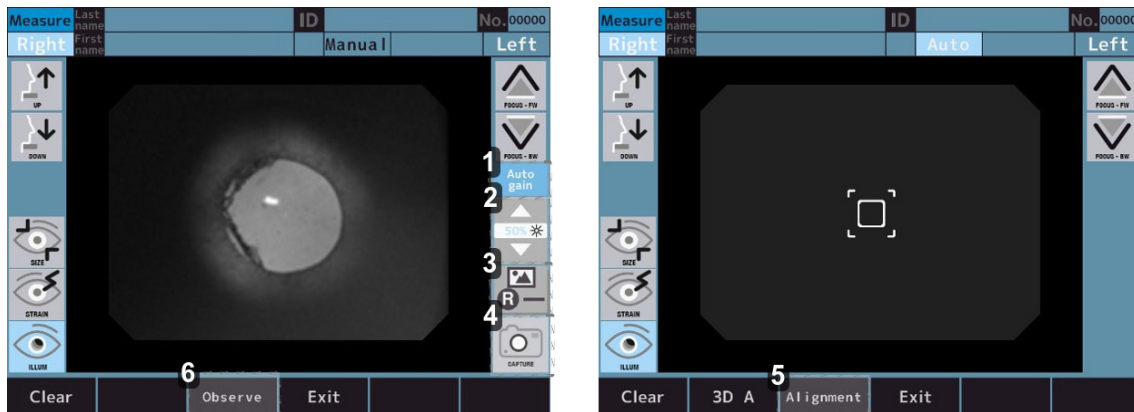 Measure Last name ID No. 00000
Right First name Manual Left
UP
FOCUS - FW
DOWN
FOCUS - BW
1
Auto
gain
2
50%
3
SIZE
R
STRAIN
4
ILLUM
CAPTURE
6
Clear Observe Exit
Measure Last name ID No. 00000
Right First name Auto Left
UP
FOCUS - FW
DOWN
FOCUS - BW
SIZE
STRAIN
ILLUM
5
Clear 3D A Alignment Exit